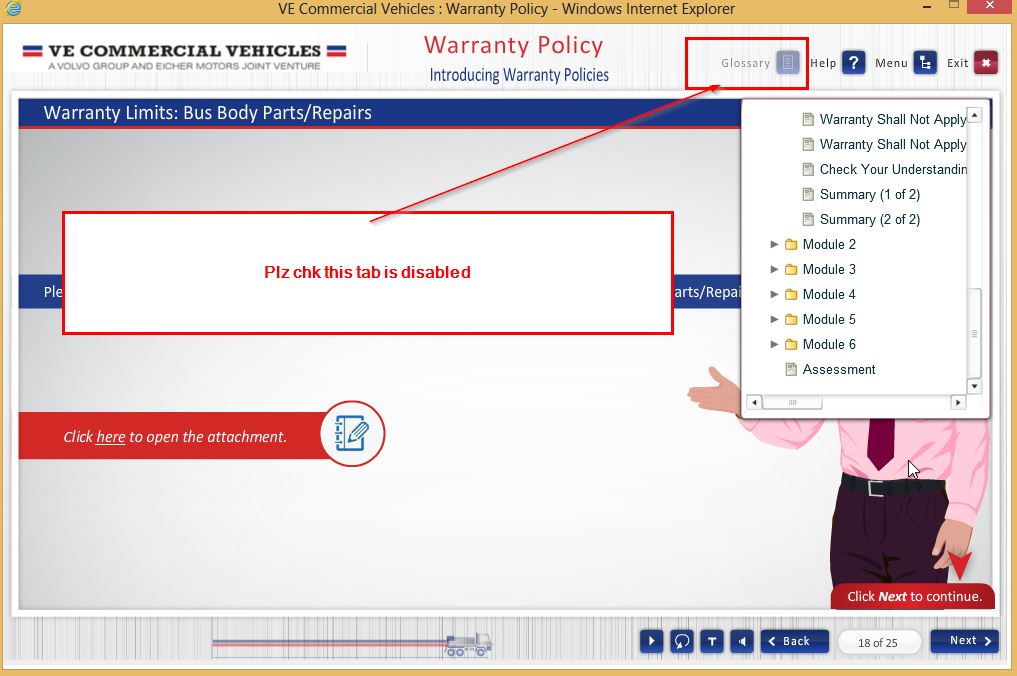 VE Commercial Vehicles : Warranty Policy - Windows Internet Explorer
VE COMMERCIAL VEHICLES
A VOLVO GROUP AND EICHER MOTORS JOINT VENTURE
Warranty Policy
Introducing Warranty Policies
Glossary
Help
?
Menu
Exit
Warranty Limits: Bus Body Parts/Repairs
Warranty Shall Not Apply
Warranty Shall Not Apply
Check Your Understandin
Summary (1 of 2)
Summary (2 of 2)
Module 2
Module 3
Module 4
Module 5
Module 6
Assessment
Plz chk this tab is disabled
Ple
arts/Repai
Click here to open the attachment.
Click Next to continue.
T
Back
18 of 25
Next